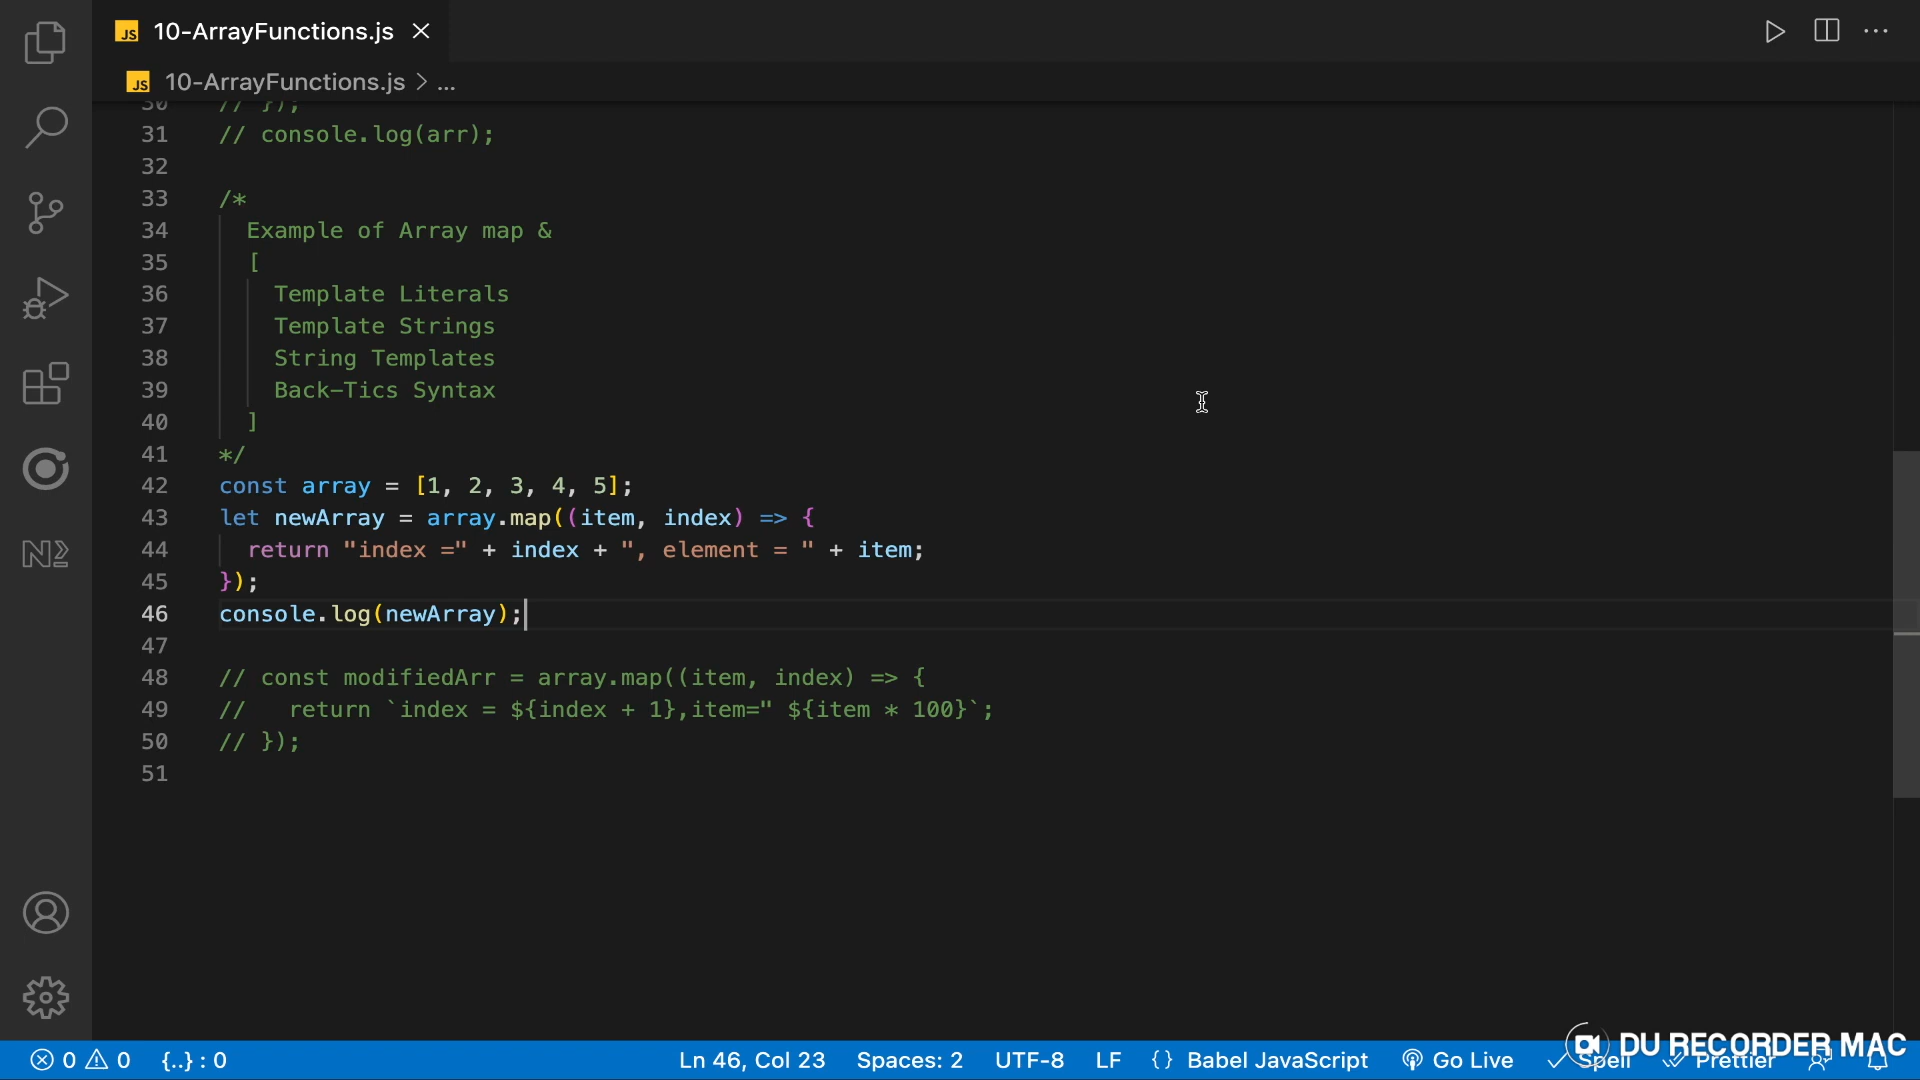 JS 10-ArrayFunctions.js
JS 10-ArrayFunctions.js > ...
30 // });
31 // console.log(arr);
32
33 /*
34 Example of Array map &
35 [
36 Template Literals
37 Template Strings
38 String Templates
39 Back-Tics Syntax
40 ]
41 */
42 const array = [1, 2, 3, 4, 5];
43 let newArray = array.map((item, index) => {
44 return "index =" + index + ", element = " + item;
45 });
46 console.log(newArray);
47
48 // const modifiedArr = array.map((item, index) => {
49 //   return `index = ${index + 1},item=" ${item * 100}`;
50 // });
51
N
DU RECORDER MAC
0 0 {..} : 0 Ln 46, Col 23 Spaces: 2 UTF-8 LF {} Babel JavaScript Go Live Spell Prettier